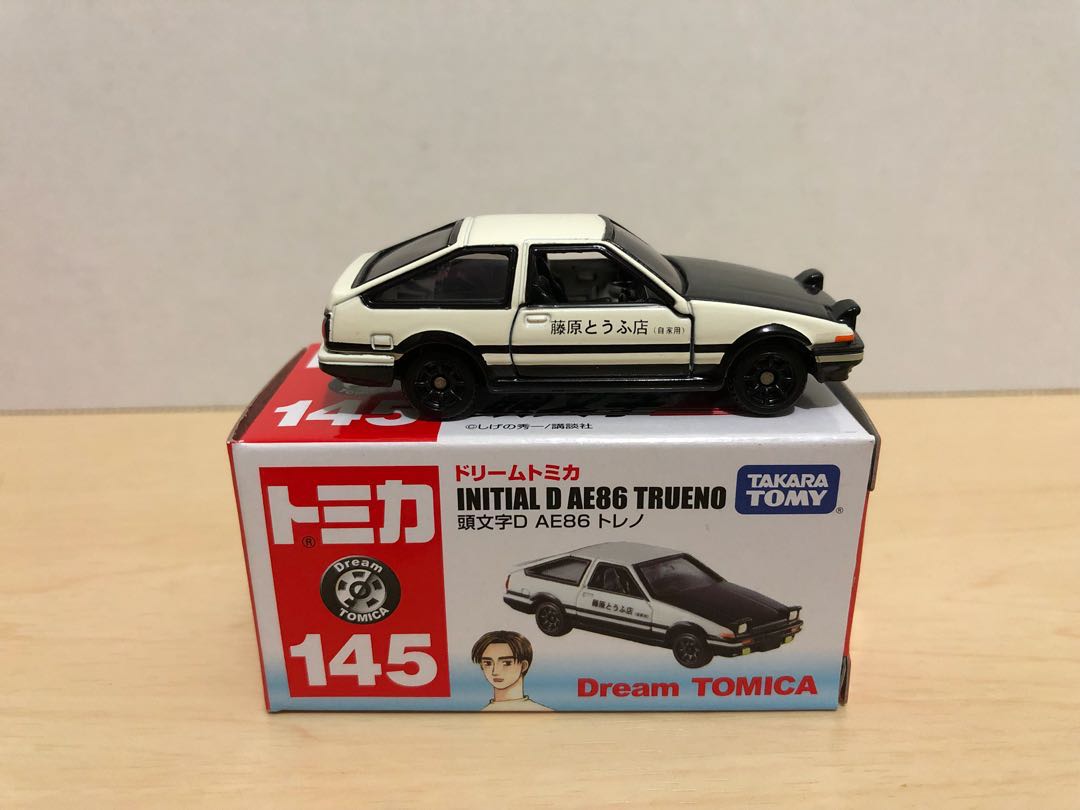 藤原とうふ店(自家用)
145
©しげの秀一/講談社
トミカ
®
Dream
TOMICA
145
ドリームトミカ
INITIAL D AE86 TRUENO
頭文字D AE86 トレノ
TAKARA
TOMY
®
藤原とうふ店
Dream TOMICA